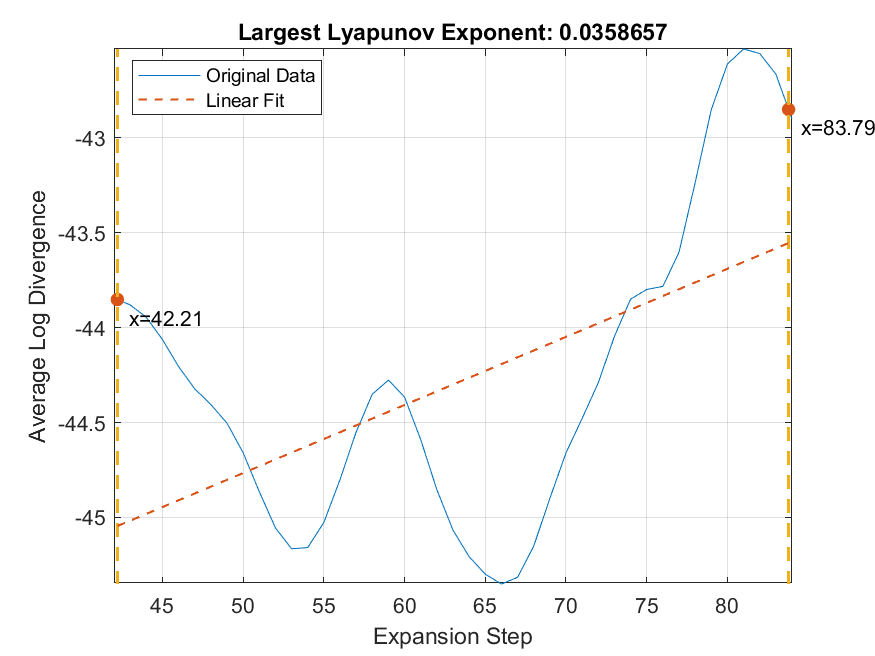 Largest Lyapunov Exponent: 0.0358657
Original Data
Linear Fit
-43
-43.5
-44
-44.5
-45
Average Log Divergence
x=42.21
x=83.79
45 50 55 60 65 70 75 80
Expansion Step